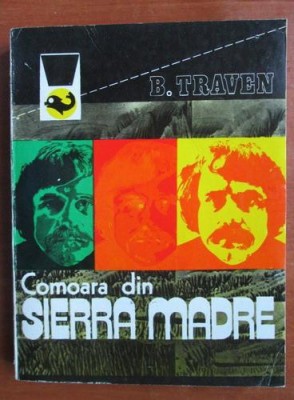 B. TRAVEN
Comoara din
SIERRA MADRE